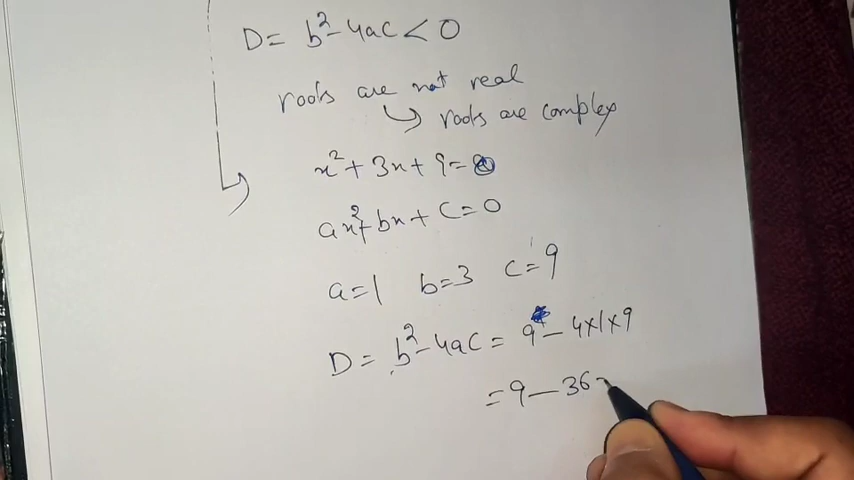 D = b² - 4ac < 0
roots are not real
↳ roots are complex
x² + 3x + 9 = 0
ax² + bx + c = 0
a = 1 b = 3 c = 9
D = b² - 4ac = 9 - 4×1×9
= 9 - 36